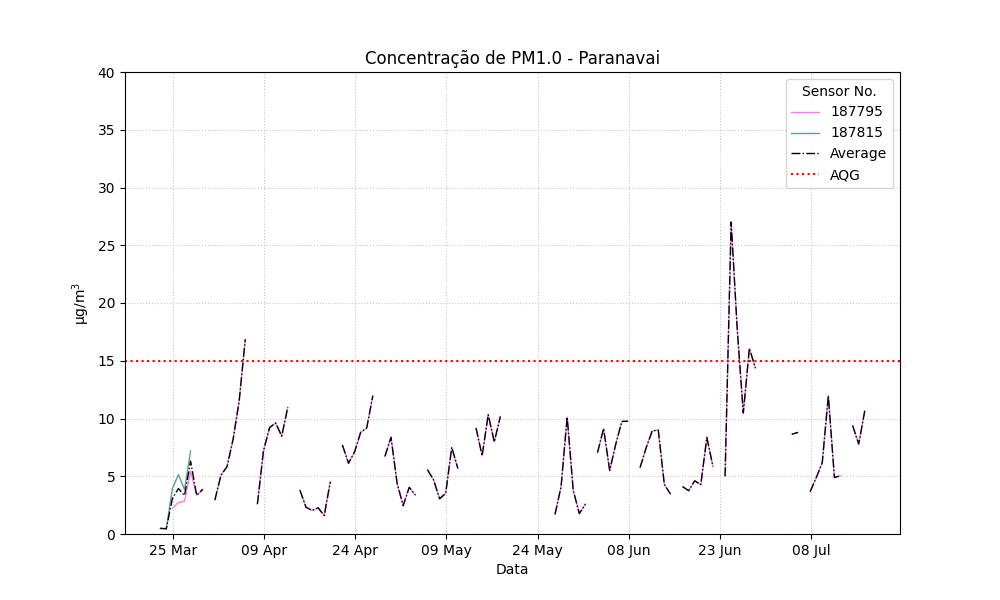 Concentração de PM1.0 - Paranavai
40
35
30
25
20
15
10
5
0
µg/m³
Sensor No.
187795
187815
Average
AQG
25 Mar
09 Apr
24 Apr
09 May
24 May
08 Jun
23 Jun
08 Jul
Data